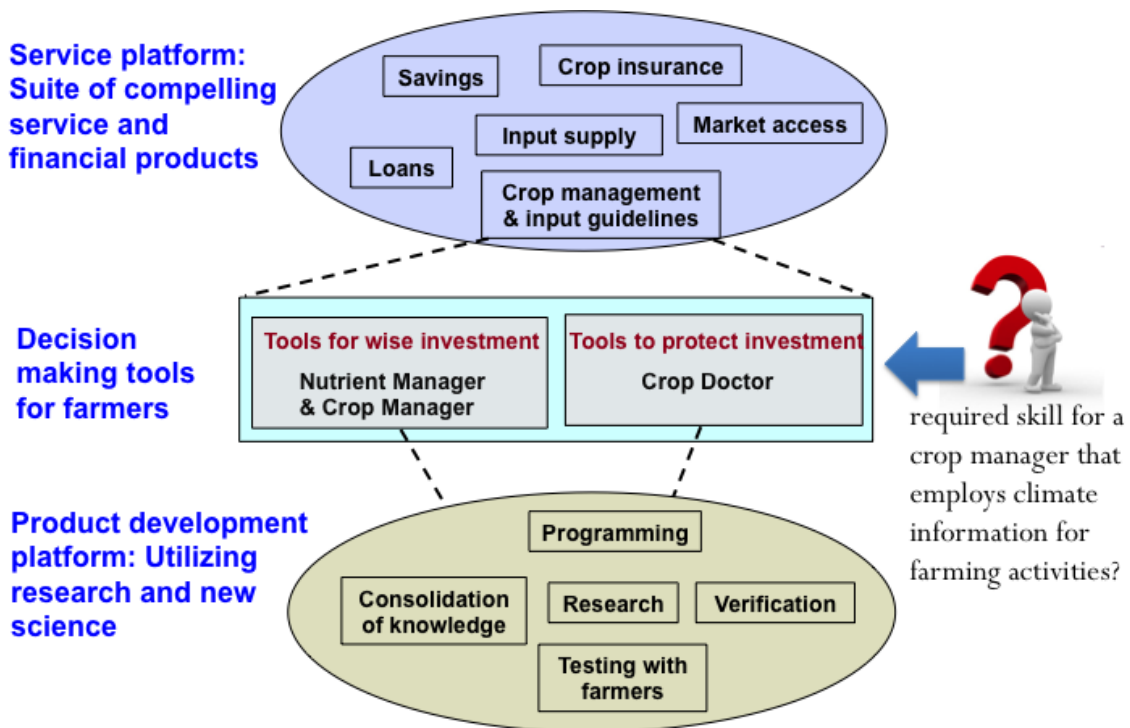 Service platform:
Suite of compelling
service and
financial products
Savings
Crop insurance
Input supply
Market access
Loans
Crop management
& input guidelines
Decision
making tools
for farmers
Tools for wise investment
Nutrient Manager
& Crop Manager
Tools to protect investment
Crop Doctor
required skill for a
crop manager that
employs climate
information for
farming activities?
Product development
platform: Utilizing
research and new
science
Programming
Consolidation
of knowledge
Research
Verification
Testing with
farmers